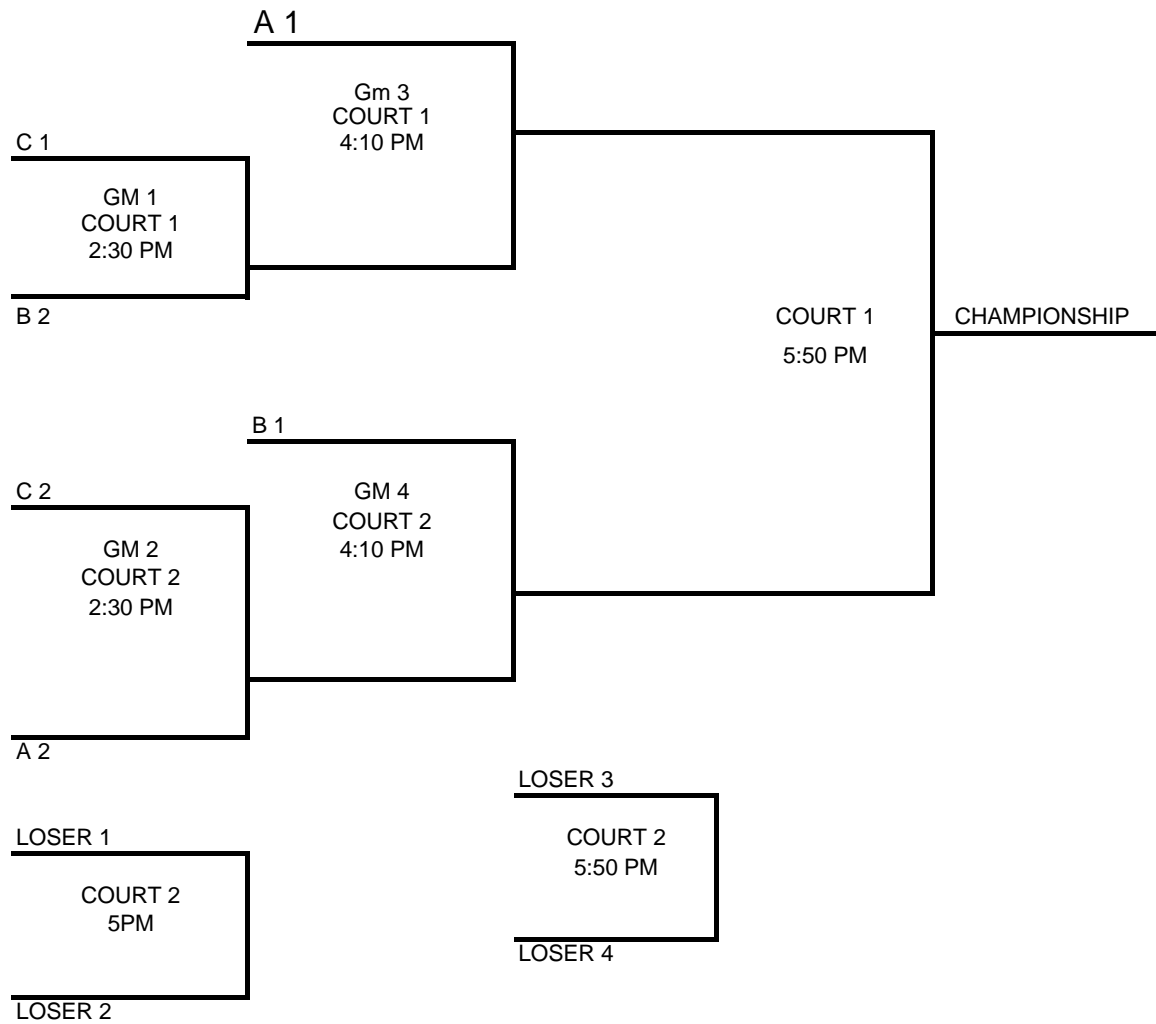 A 1
Gm 3
COURT 1
4:10 PM
C 1
GM 1
COURT 1
2:30 PM
B 2
COURT 1
5:50 PM
CHAMPIONSHIP
B 1
C 2
GM 4
COURT 2
4:10 PM
GM 2
COURT 2
2:30 PM
A 2
LOSER 3
COURT 2
5:50 PM
LOSER 4
LOSER 1
COURT 2
5PM
LOSER 2